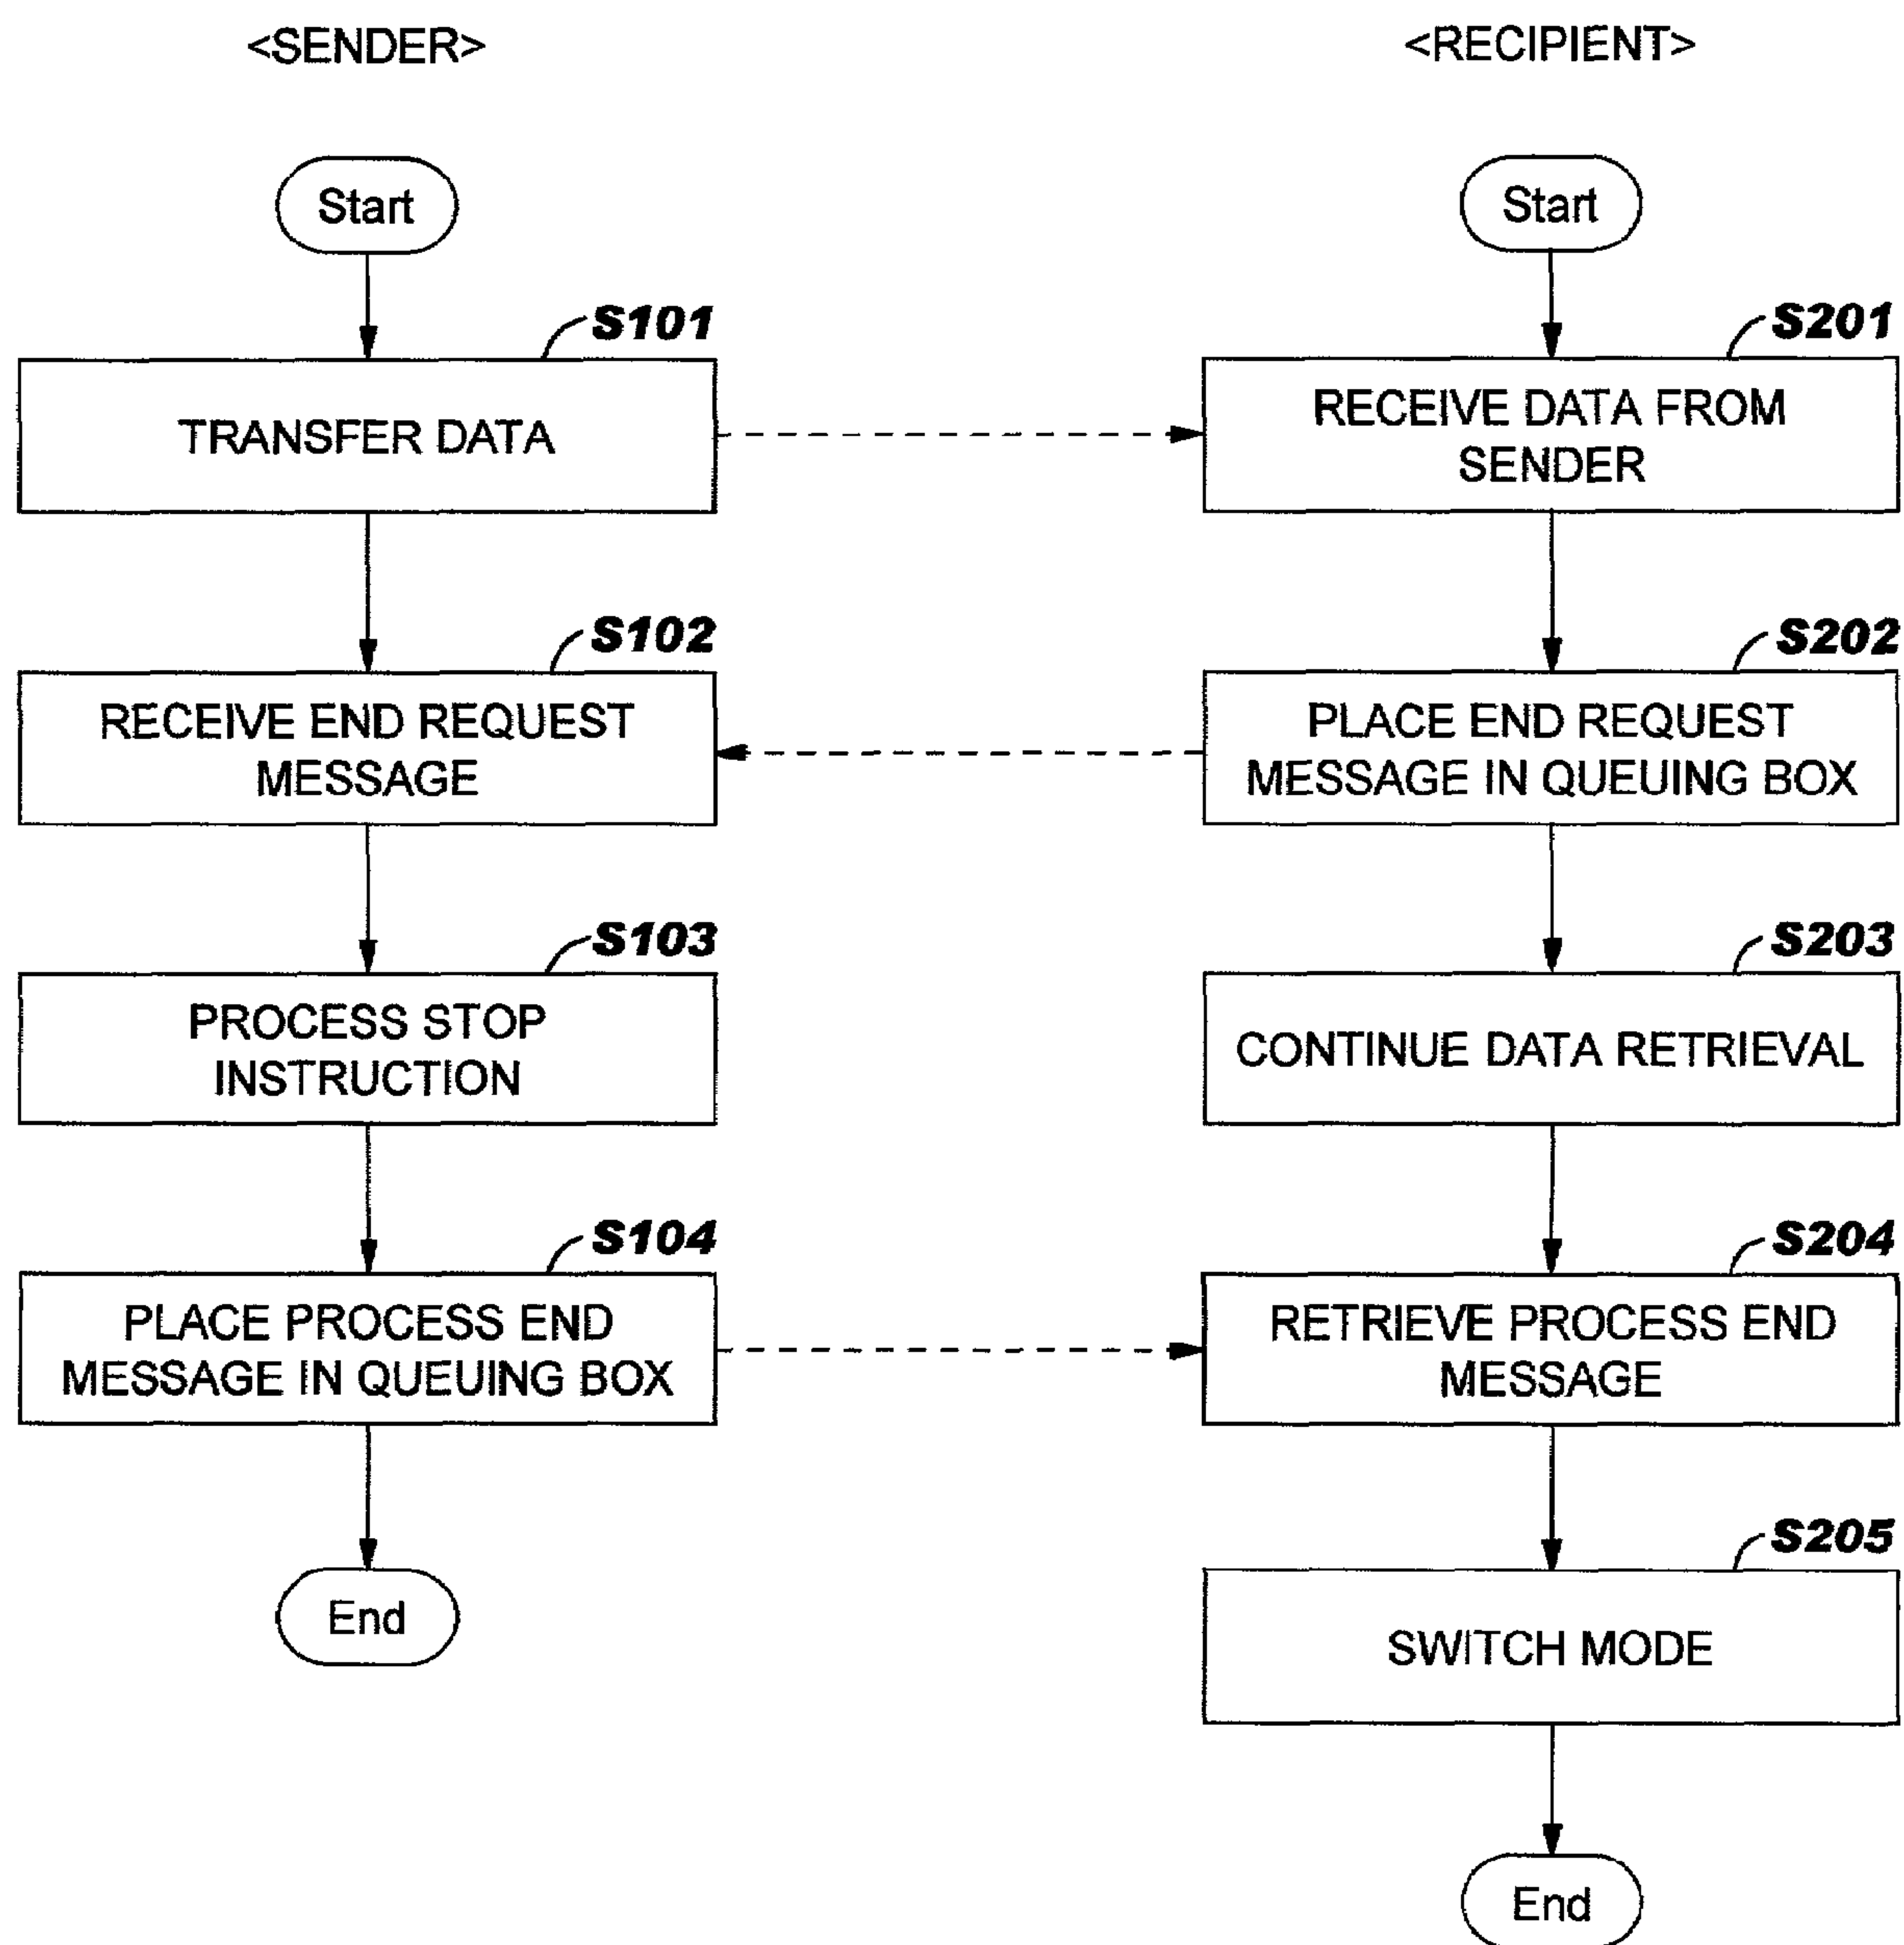 <SENDER>
Start
S101
TRANSFER DATA
S102
RECEIVE END REQUEST
MESSAGE
S103
PROCESS STOP
INSTRUCTION
S104
PLACE PROCESS END
MESSAGE IN QUEUING BOX
End
<RECIPIENT>
Start
S201
RECEIVE DATA FROM
SENDER
S202
PLACE END REQUEST
MESSAGE IN QUEUING BOX
S203
CONTINUE DATA RETRIEVAL
S204
RETRIEVE PROCESS END
MESSAGE
S205
SWITCH MODE
End